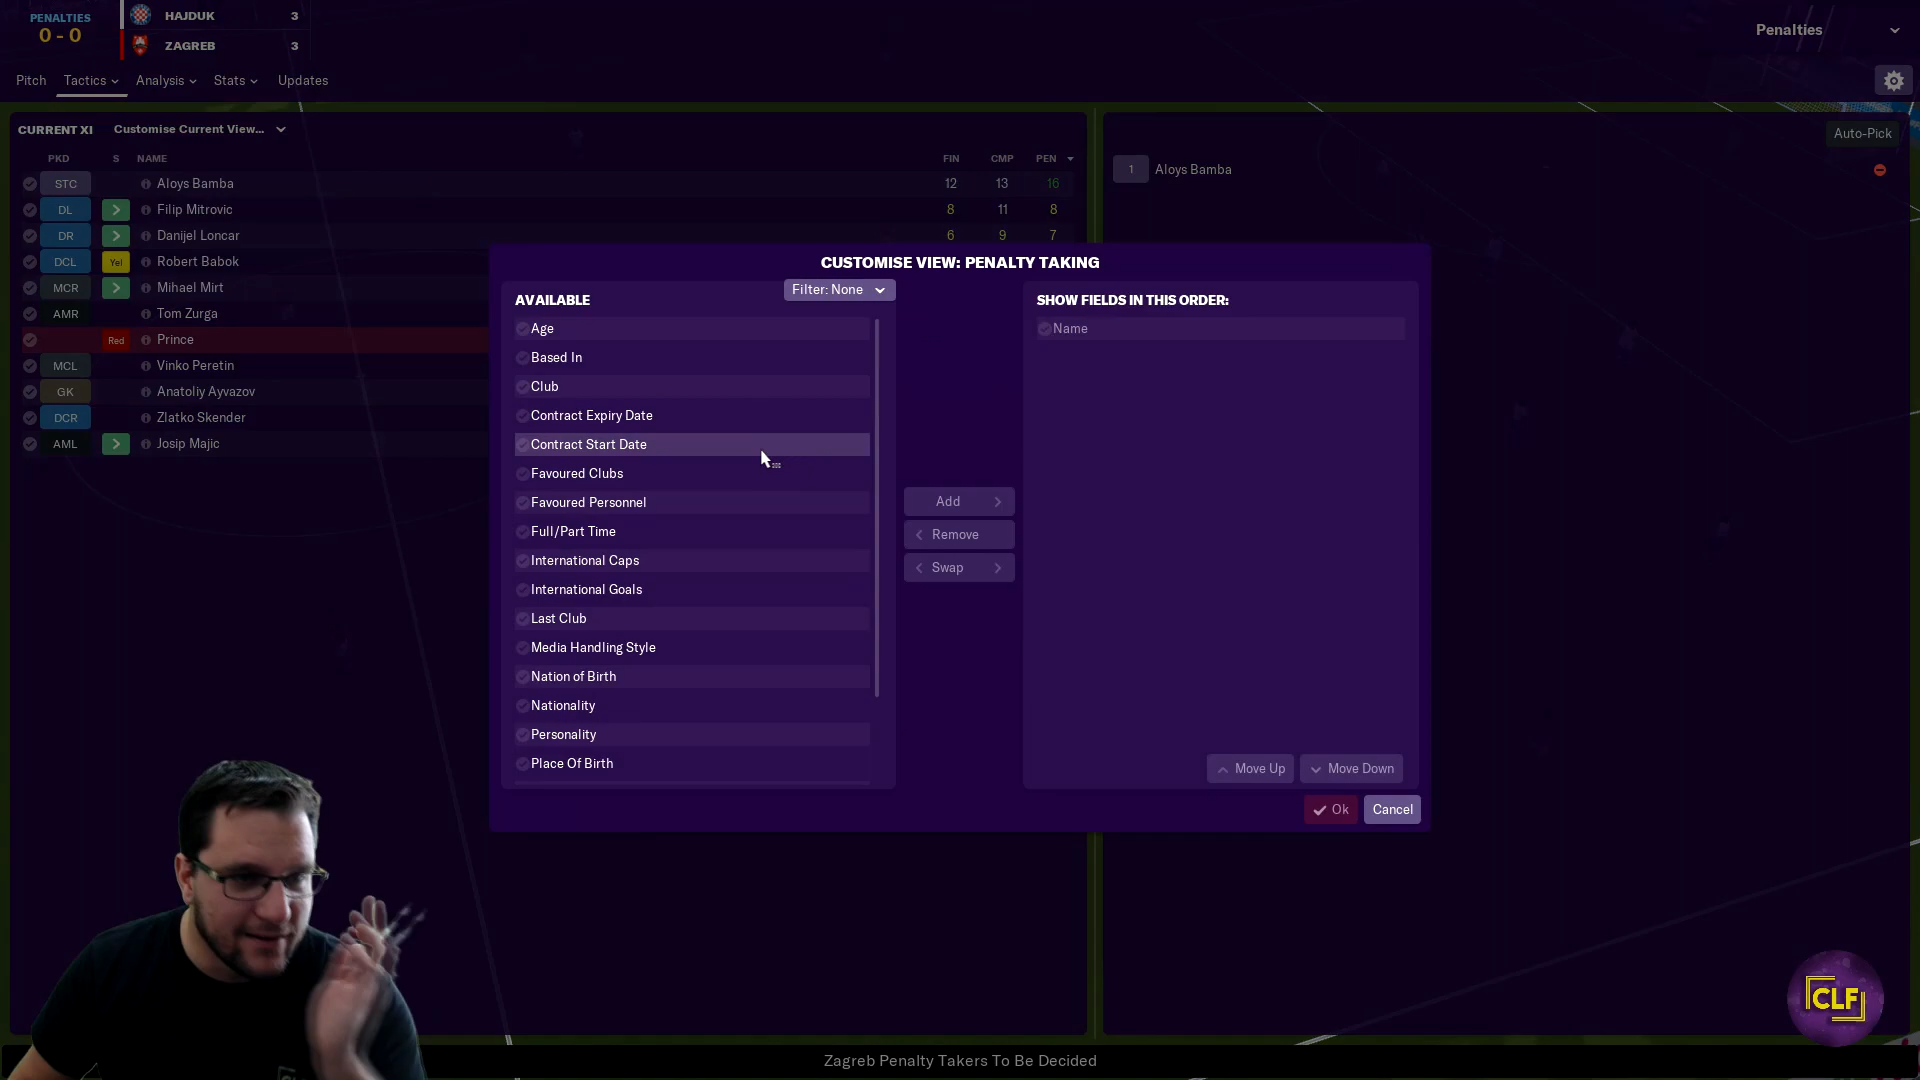 PENALTIES
0 - 0
HAJDUK 3
ZAGREB 3
Penalties
Pitch Tactics Analysis Stats Updates
CURRENT XI Customise Current View...
Auto-Pick
PKD S NAME FIN CMP PEN
STC Aloys Bamba 12 13 16
1 Aloys Bamba
DL Filip Mitrovic 8 11 8
DR Danijel Loncar 6 9 7
DCL Yel Robert Babok
MCR Mihael Mirt
AMR Tom Zurga
Red Prince
MCL Vinko Peretin
GK Anatoliy Ayvazov
DCR Zlatko Skender
AML Josip Majic
CUSTOMISE VIEW: PENALTY TAKING
AVAILABLE
Filter: None
Age
Based In
Club
Contract Expiry Date
Contract Start Date
Favoured Clubs
Favoured Personnel
Full/Part Time
International Caps
International Goals
Last Club
Media Handling Style
Nation of Birth
Nationality
Personality
Place Of Birth
Add
Remove
Swap
SHOW FIELDS IN THIS ORDER:
Name
Move Up Move Down
Ok Cancel
CLF
Zagreb Penalty Takers To Be Decided